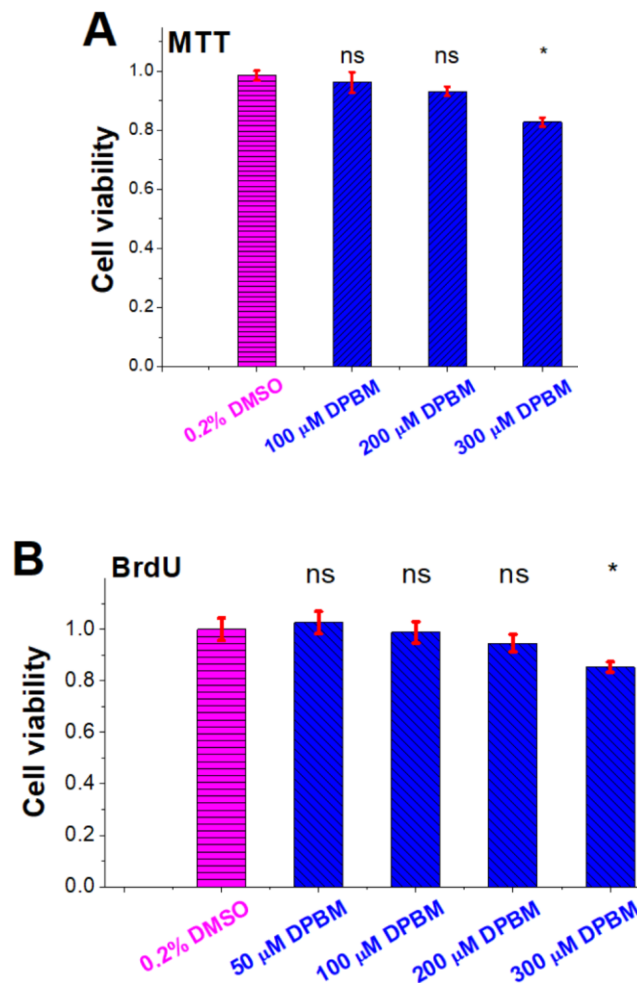 A
MTT
ns
ns
*
1.0
0.8
0.6
0.4
0.2
0.0
Cell viability
0.2% DMSO
100 μM DPBM
200 μM DPBM
300 μM DPBM
B
BrdU
ns
ns
ns
*
1.0
0.8
0.6
0.4
0.2
0.0
Cell viability
0.2% DMSO
50 μM DPBM
100 μM DPBM
200 μM DPBM
300 μM DPBM